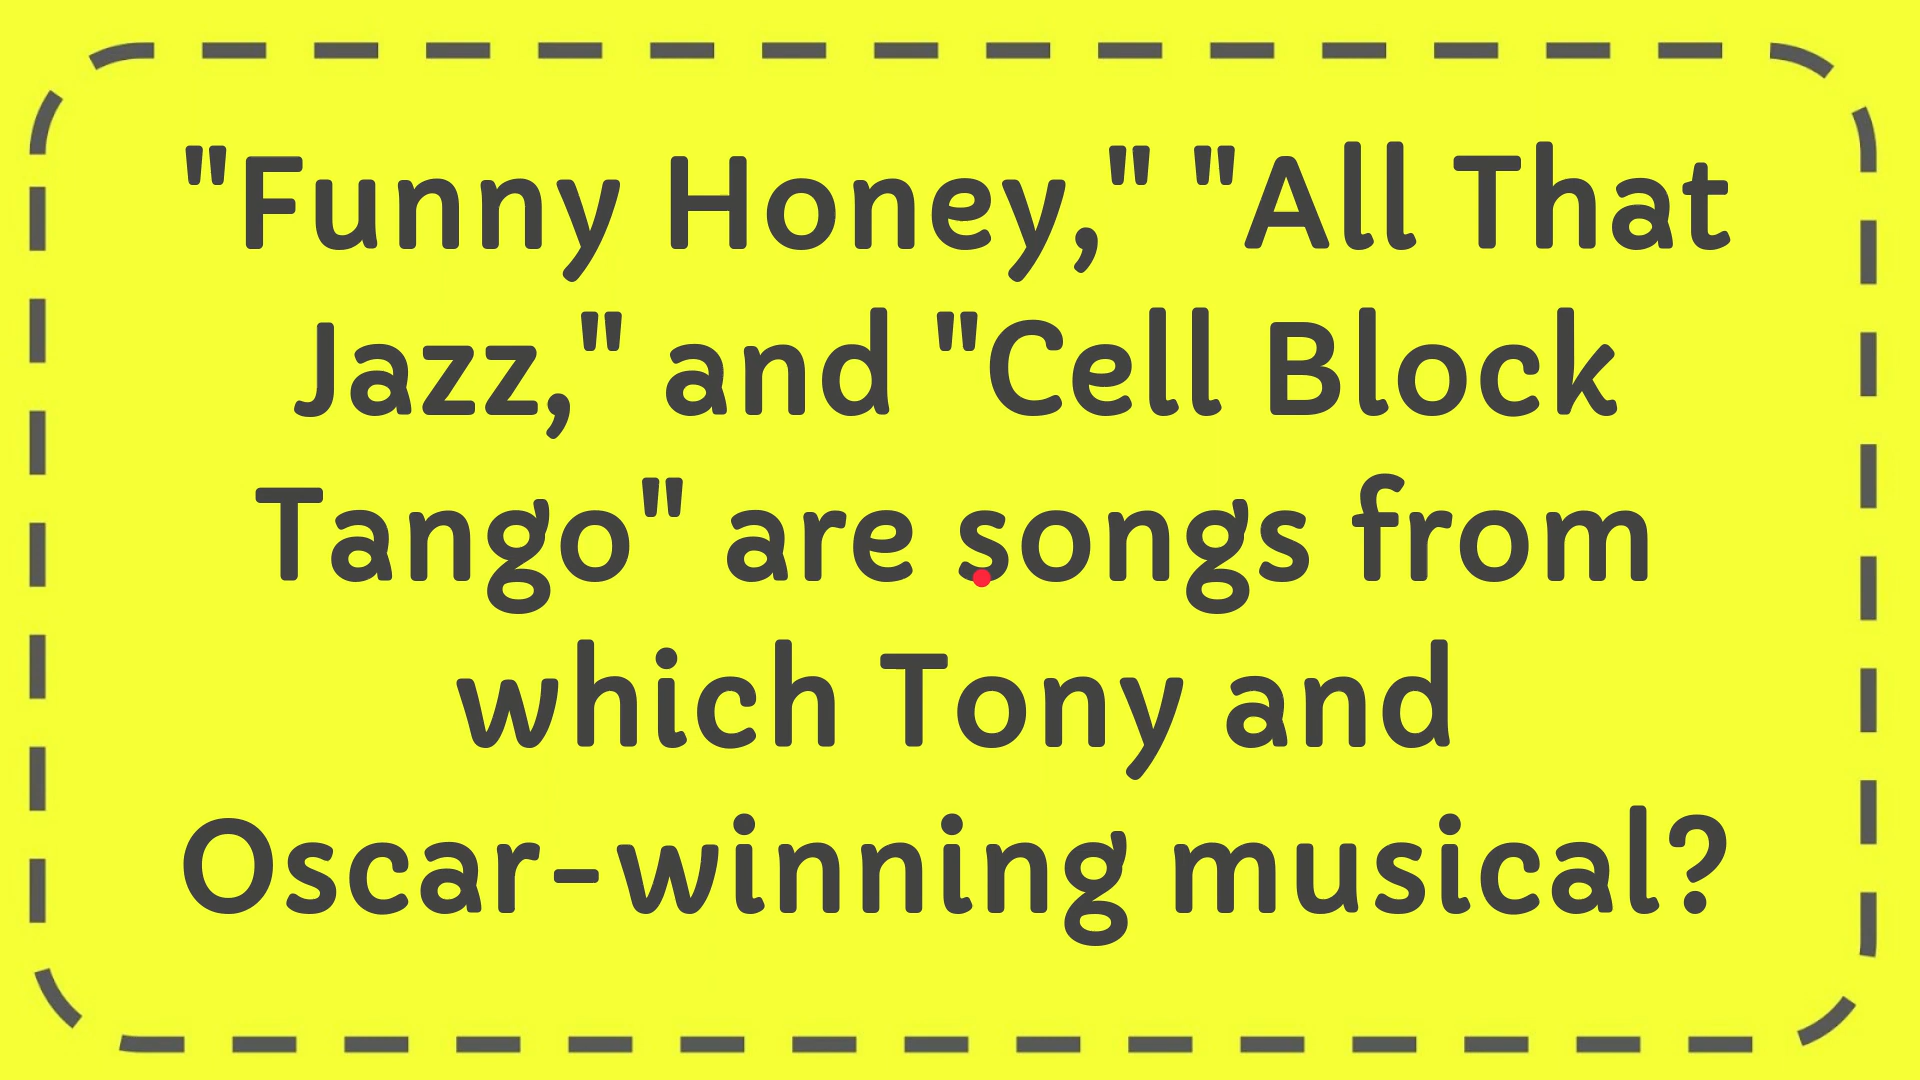 "Funny Honey," "All That
Jazz," and "Cell Block
Tango" are songs from
which Tony and
Oscar-winning musical?